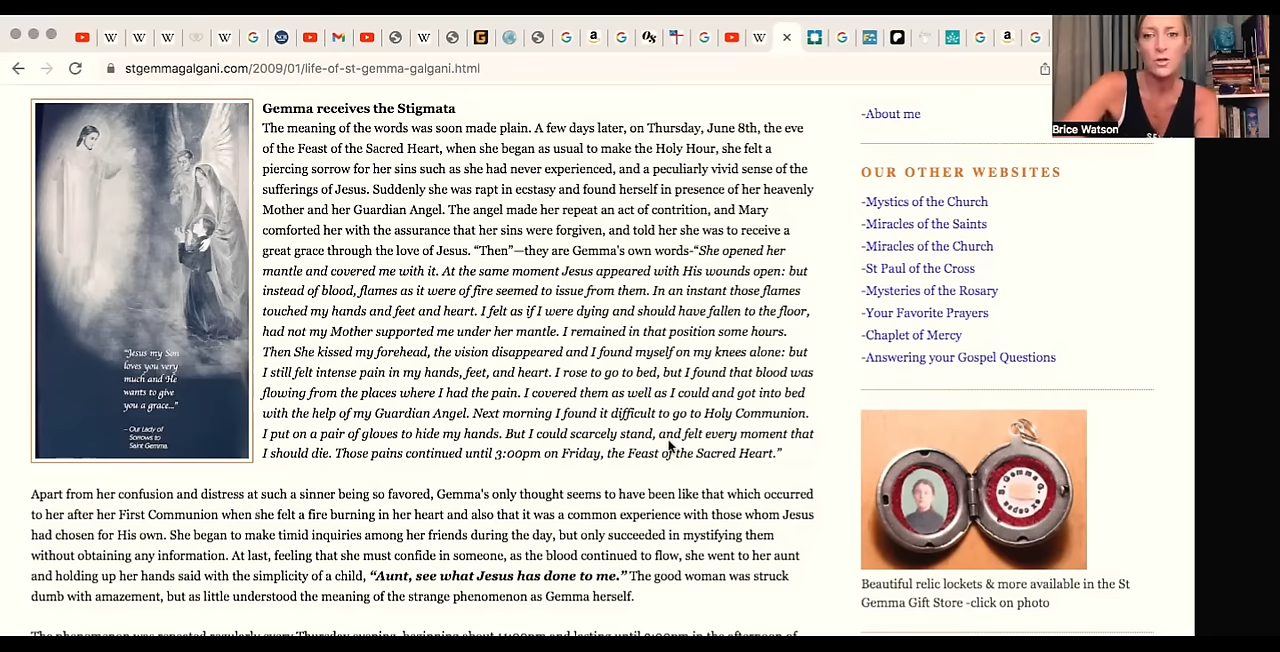 stgemmagalgani.com/2009/01/life-of-st-gemma-galgani.html
Brice Watson
Gemma receives the Stigmata
The meaning of the words was soon made plain. A few days later, on Thursday, June 8th, the eve
of the Feast of the Sacred Heart, when she began as usual to make the Holy Hour, she felt a
piercing sorrow for her sins such as she had never experienced, and a peculiarly vivid sense of the
sufferings of Jesus. Suddenly she was rapt in ecstasy and found herself in presence of her heavenly
Mother and her Guardian Angel. The angel made her repeat an act of contrition, and Mary
comforted her with the assurance that her sins were forgiven, and told her she was to receive a
great grace through the love of Jesus. “Then”—they are Gemma's own words-“She opened her
mantle and covered me with it. At the same moment Jesus appeared with His wounds open: but
instead of blood, flames as it were of fire seemed to issue from them. In an instant those flames
touched my hands and feet and heart. I felt as if I were dying and should have fallen to the floor,
had not my Mother supported me under her mantle. I remained in that position some hours.
Then She kissed my forehead, the vision disappeared and I found myself on my knees alone: but
I still felt intense pain in my hands, feet, and heart. I rose to go to bed, but I found that blood was
flowing from the places where I had the pain. I covered them as well as I could and got into bed
with the help of my Guardian Angel. Next morning I found it difficult to go to Holy Communion.
I put on a pair of gloves to hide my hands. But I could scarcely stand, and felt every moment that
I should die. Those pains continued until 3:00pm on Friday, the Feast of the Sacred Heart.”
"Jesus my Son
loves you very
much and He
wants to give
you a grace..."
- Our Lady of
Sorrows to
Saint Gemma
Apart from her confusion and distress at such a sinner being so favored, Gemma's only thought seems to have been like that which occurred
to her after her First Communion when she felt a fire burning in her heart and also that it was a common experience with those whom Jesus
had chosen for His own. She began to make timid inquiries among her friends during the day, but only succeeded in mystifying them
without obtaining any information. At last, feeling that she must confide in someone, as the blood continued to flow, she went to her aunt
and holding up her hands said with the simplicity of a child, “Aunt, see what Jesus has done to me.” The good woman was struck
dumb with amazement, but as little understood the meaning of the strange phenomenon as Gemma herself.
The phenomenon was repeated regularly every Thursday evening, beginning about
-About me
OUR OTHER WEBSITES
-Mystics of the Church
-Miracles of the Saints
-Miracles of the Church
-St Paul of the Cross
-Mysteries of the Rosary
-Your Favorite Prayers
-Chaplet of Mercy
-Answering your Gospel Questions
Beautiful relic lockets & more available in the St
Gemma Gift Store -click on photo